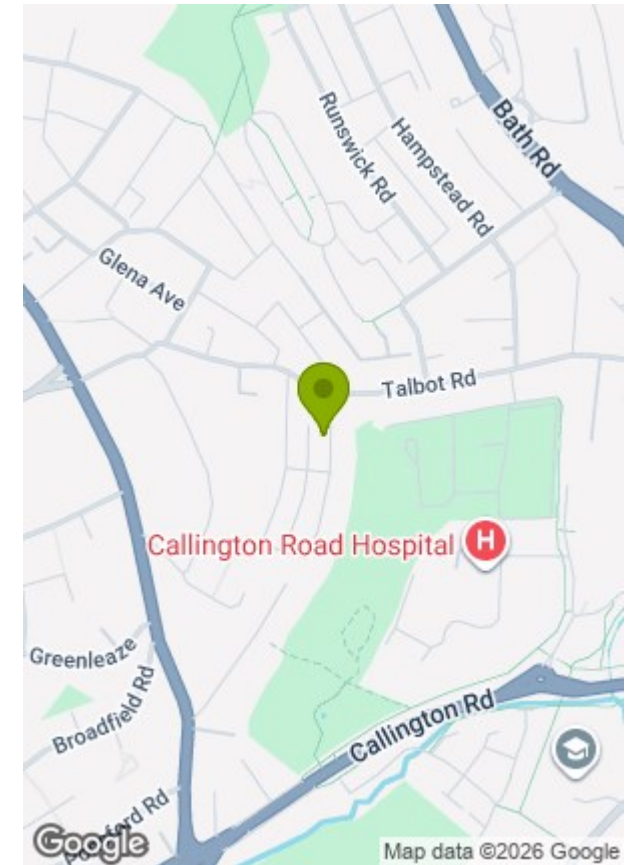 Runswick Rd
Hampstead Rd
Bath Rd
Glena Ave
Talbot Rd
Callington Road Hospital
H
Greenleaze
Broadfield Rd
Callington Rd
Google
Map data ©2026 Google